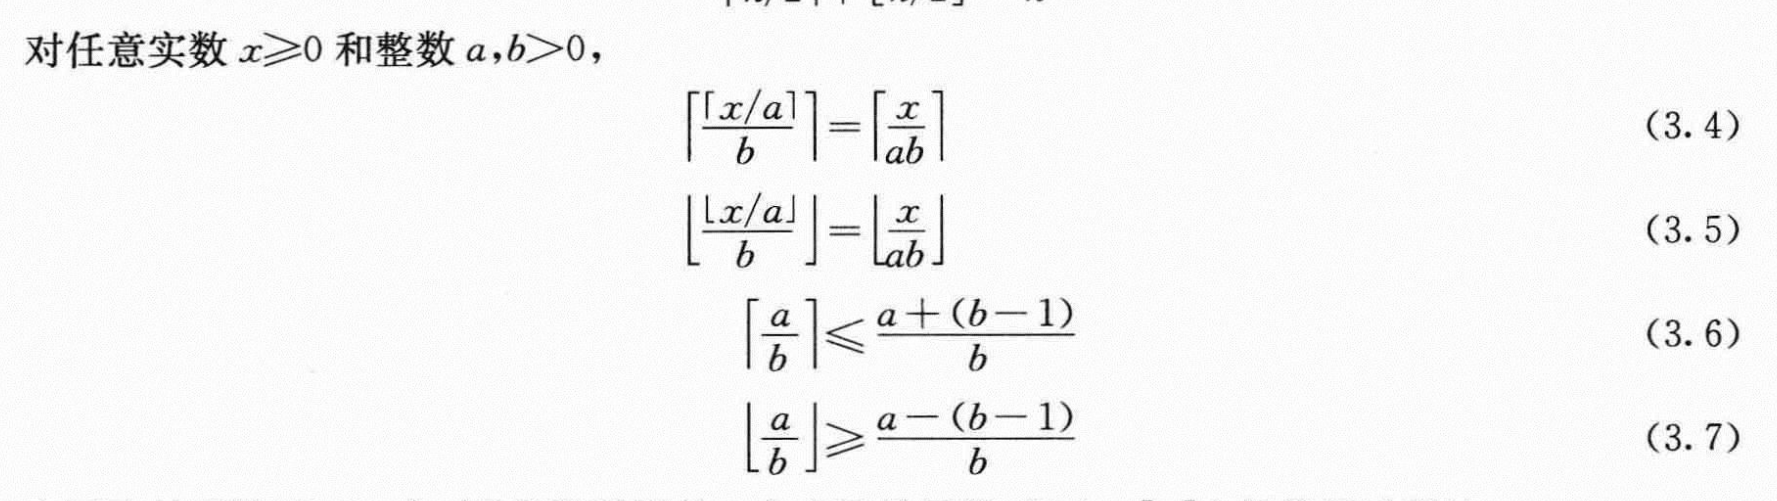 对任意实数 x⩾0 和整数 a,b>0,
⌈⌈x/a⌉/b⌉=⌈x/ab⌉ (3.4)
⌊⌊x/a⌋/b⌋=⌊x/ab⌋ (3.5)
⌈a/b⌉⩽(a+(b-1))/b (3.6)
⌊a/b⌋⩾(a-(b-1))/b (3.7)